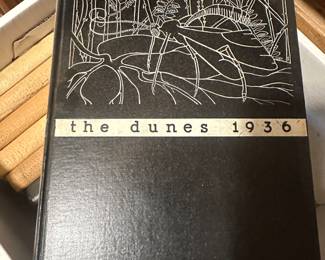 the dunes 1936